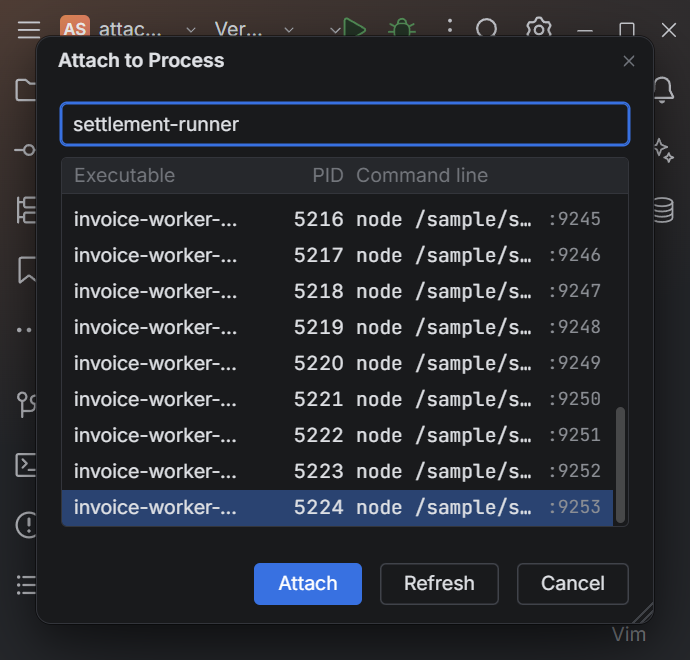 AS attac... Ver...
Attach to Process
settlement-runner
Executable PID Command line
invoice-worker-... 5216 node /sample/s... :9245
invoice-worker-... 5217 node /sample/s... :9246
invoice-worker-... 5218 node /sample/s... :9247
invoice-worker-... 5219 node /sample/s... :9248
invoice-worker-... 5220 node /sample/s... :9249
invoice-worker-... 5221 node /sample/s... :9250
invoice-worker-... 5222 node /sample/s... :9251
invoice-worker-... 5223 node /sample/s... :9252
invoice-worker-... 5224 node /sample/s... :9253
Attach Refresh Cancel
Vim